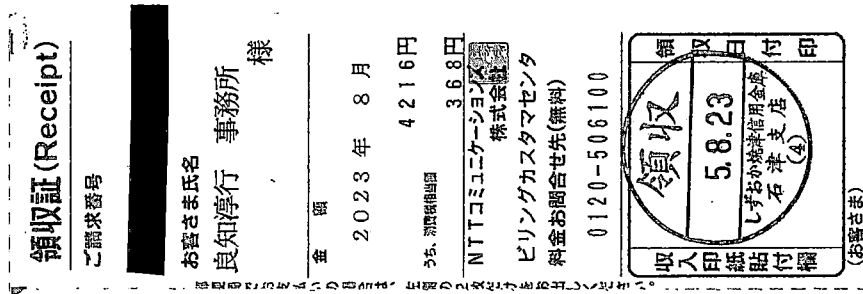 領収証(Receipt)
ご請求番号
お客さま氏名
良知淳行 事務所 様
金額
2023年 8月
4216円
うち、消費税相当額
368円
NTTコミュニケーションズ
株式会社
ビリングカスタマセンタ
料金お問合せ先(無料)
0120-506100
領収日付印
領収
5.8.23
しずおか焼津信用金庫
石津支店
(4)
収入印紙貼付欄
(お客さま)